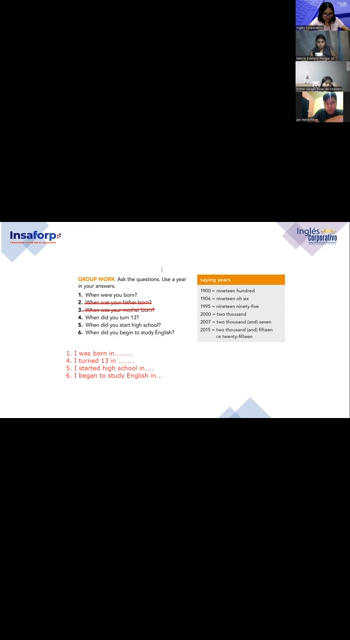 Insaforp
Inglés
corporativo
GROUP WORK Ask the questions. Use a year
in your answers.
1. When were you born?
2. When was your father born?
3. When was your mother born?
4. When did you turn 13?
5. When did you start high school?
6. When did you begin to study English?
saying years
1900 = nineteen hundred
1906 = nineteen oh six
1995 = nineteen ninety-five
2000 = two thousand
2007 = two thousand (and) seven
2015 = two thousand (and) fifteen
or twenty-fifteen
1. I was born in........
4. I turned 13 in .......
5. I started high school in....
6. I began to study English in...